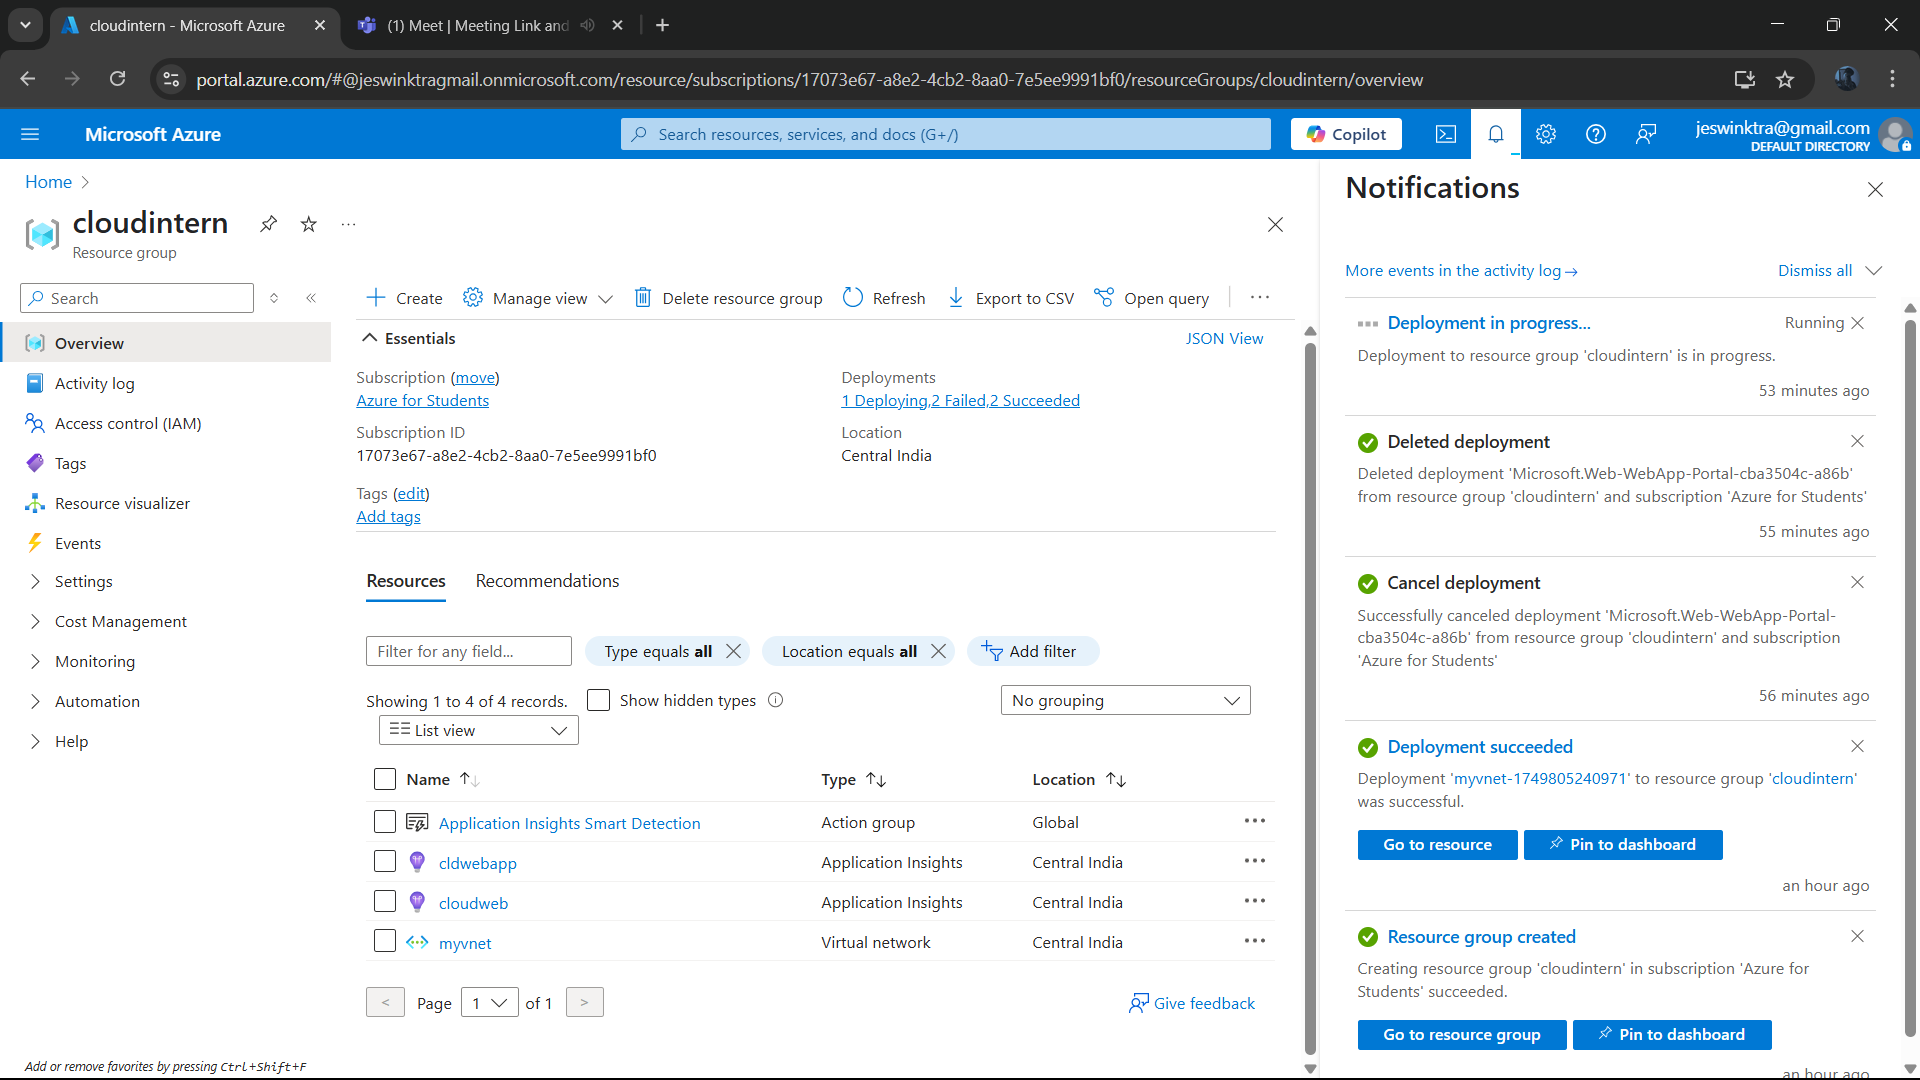 cloudintern - Microsoft Azure
(1) Meet | Meeting Link and
portal.azure.com/#@jeswinktragmail.onmicrosoft.com/resource/subscriptions/17073e67-a8e2-4cb2-8aa0-7e5ee9991bf0/resourceGroups/cloudintern/overview
Microsoft Azure
Search resources, services, and docs (G+/)
Copilot
jeswinktra@gmail.com
DEFAULT DIRECTORY
Home
cloudintern
Resource group
Search
Overview
Activity log
Access control (IAM)
Tags
Resource visualizer
Events
Settings
Cost Management
Monitoring
Automation
Help
Add or remove favorites by pressing Ctrl+Shift+F
Create
Manage view
Delete resource group
Refresh
Export to CSV
Open query
Essentials
JSON View
Subscription (move)
Azure for Students
Subscription ID
17073e67-a8e2-4cb2-8aa0-7e5ee9991bf0
Deployments
1 Deploying,2 Failed,2 Succeeded
Location
Central India
Tags (edit)
Add tags
Resources
Recommendations
Filter for any field...
Type equals all
Location equals all
Add filter
Showing 1 to 4 of 4 records.
Show hidden types
No grouping
List view
Name Type Location
Application Insights Smart Detection Action group Global
cldwebapp Application Insights Central India
cloudweb Application Insights Central India
myvnet Virtual network Central India
< Page 1 of 1 >
Give feedback
Notifications
More events in the activity log →
Dismiss all
Deployment in progress... Running
Deployment to resource group 'cloudintern' is in progress.
53 minutes ago
Deleted deployment
Deleted deployment 'Microsoft.Web-WebApp-Portal-cba3504c-a86b'
from resource group 'cloudintern' and subscription 'Azure for Students'
55 minutes ago
Cancel deployment
Successfully canceled deployment 'Microsoft.Web-WebApp-Portal-
cba3504c-a86b' from resource group 'cloudintern' and subscription
'Azure for Students'
56 minutes ago
Deployment succeeded
Deployment 'myvnet-1749805240971' to resource group 'cloudintern'
was successful.
Go to resource
Pin to dashboard
an hour ago
Resource group created
Creating resource group 'cloudintern' in subscription 'Azure for
Students' succeeded.
Go to resource group
Pin to dashboard
an hour ago